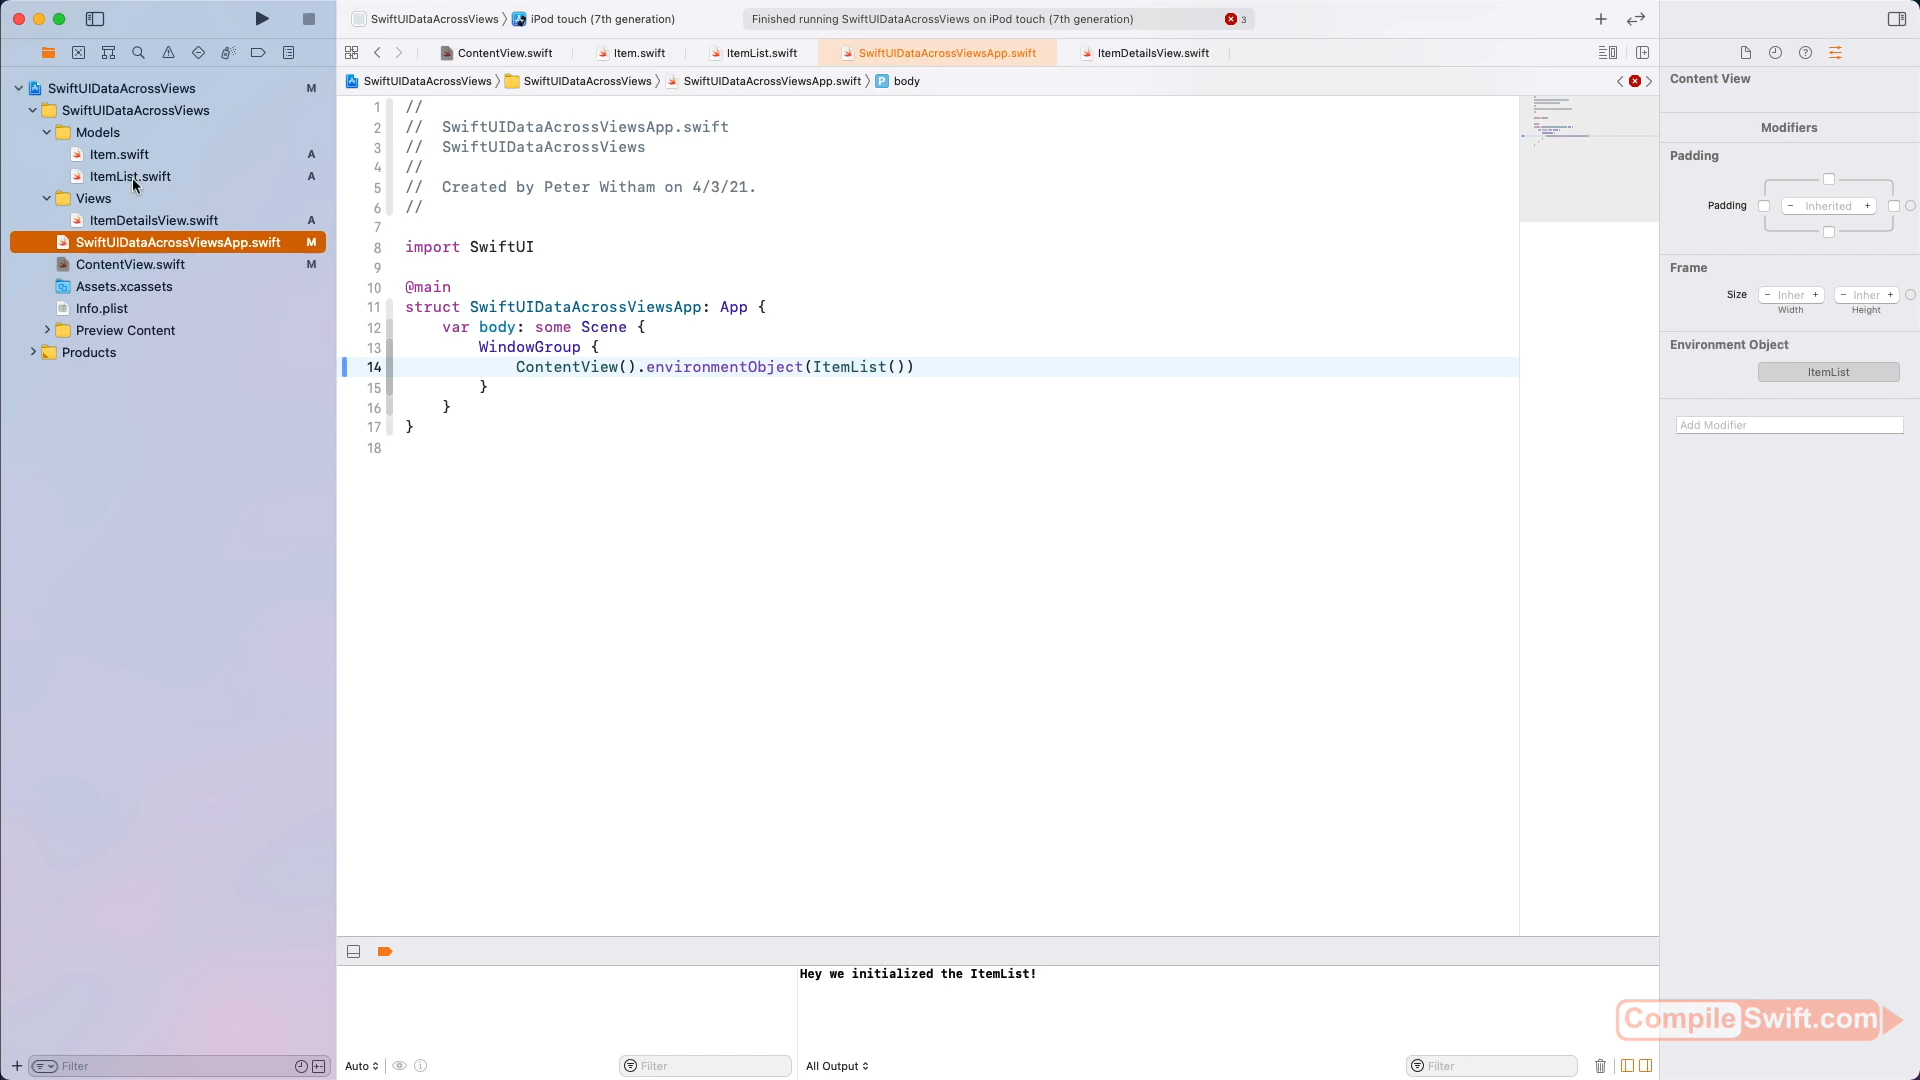 SwiftUIDataAcrossViews 〉 iPod touch (7th generation)
Finished running SwiftUIDataAcrossViews on iPod touch (7th generation)
3
ContentView.swift
Item.swift
ItemList.swift
SwiftUIDataAcrossViewsApp.swift
ItemDetailsView.swift
SwiftUIDataAcrossViews 〉 SwiftUIDataAcrossViews 〉 SwiftUIDataAcrossViewsApp.swift 〉 P body
SwiftUIDataAcrossViews M
SwiftUIDataAcrossViews
Models
Item.swift A
ItemList.swift A
Views
ItemDetailsView.swift A
SwiftUIDataAcrossViewsApp.swift M
ContentView.swift M
Assets.xcassets
Info.plist
Preview Content
Products
Filter
1 //
2 //  SwiftUIDataAcrossViewsApp.swift
3 //  SwiftUIDataAcrossViews
4 //
5 //  Created by Peter Witham on 4/3/21.
6 //
7
8 import SwiftUI
9
10 @main
11 struct SwiftUIDataAcrossViewsApp: App {
12     var body: some Scene {
13         WindowGroup {
14             ContentView().environmentObject(ItemList())
15         }
16     }
17 }
18
Hey we initialized the ItemList!
Auto
Filter
All Output
Filter
Content View
Modifiers
Padding
Padding - Inherited +
Frame
Size - Inher + - Inher +
Width Height
Environment Object
ItemList
Add Modifier
CompileSwift.com